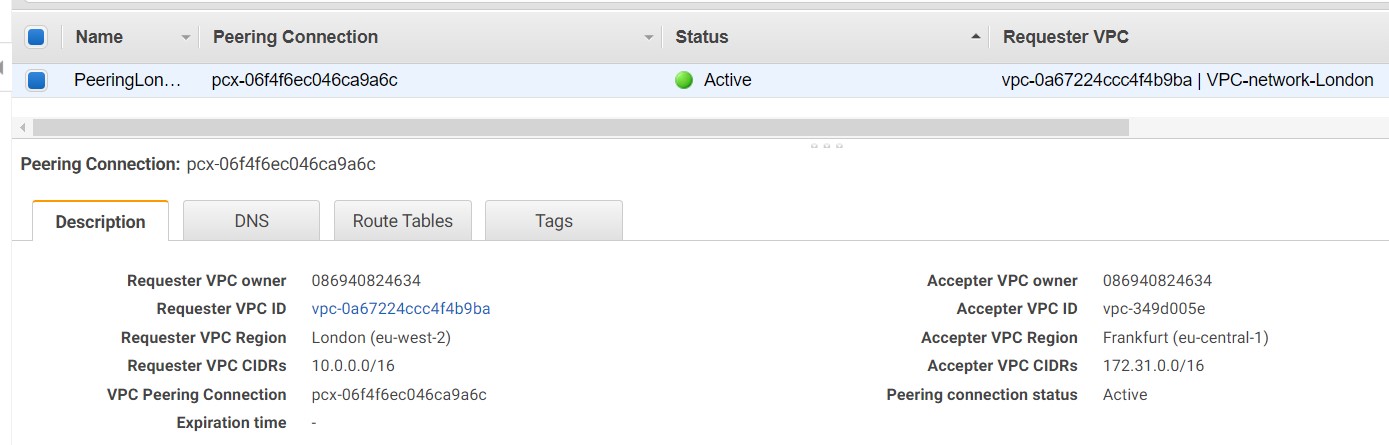 Name Peering Connection Status Requester VPC
PeeringLon… pcx-06f4f6ec046ca9a6c Active vpc-0a67224ccc4f4b9ba | VPC-network-London
Peering Connection: pcx-06f4f6ec046ca9a6c
Description DNS Route Tables Tags
Requester VPC owner 086940824634 Accepter VPC owner 086940824634
Requester VPC ID vpc-0a67224ccc4f4b9ba Accepter VPC ID vpc-349d005e
Requester VPC Region London (eu-west-2) Accepter VPC Region Frankfurt (eu-central-1)
Requester VPC CIDRs 10.0.0.0/16 Accepter VPC CIDRs 172.31.0.0/16
VPC Peering Connection pcx-06f4f6ec046ca9a6c Peering connection status Active
Expiration time -